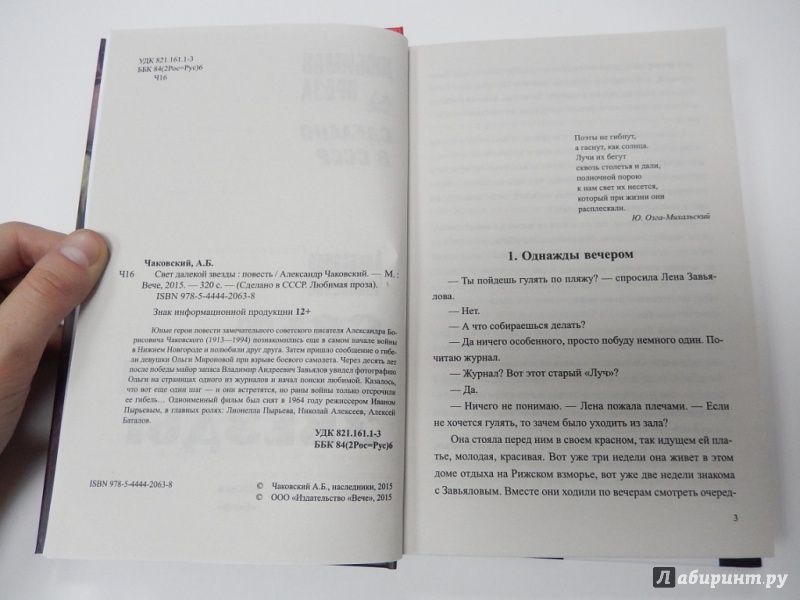 УДК 821.161.1-3
ББК 84(2Рос=Рус)6
Ч16
Чаковский, А.Б.
Ч16 Свет далекой звезды : повесть / Александр Чаковский. — М. :
Вече, 2015. — 320 с. — (Сделано в СССР. Любимая проза).
ISBN 978-5-4444-2063-8
Знак информационной продукции 12+
Юные герои повести замечательного советского писателя Александра Бо-
рисовича Чаковского (1913—1994) познакомились еще в самом начале войны
в Нижнем Новгороде и полюбили друг друга. Затем пришло сообщение о гибе-
ли девушки Ольги Мироновой при взрыве боевого самолета. Через десять лет
после победы майор запаса Владимир Андреевич Завьялов увидел фотографию
Ольги на страницах одного из журналов и начал поиски любимой. Казалось,
что вот еще один шаг — и они встретятся, но раны войны только отсрочили
ее гибель... Одноименный фильм был снят в 1964 году режиссером Иваном
Пырьевым, в главных ролях: Лионелла Пырьева, Николай Алексеев, Алексей
Баталов.
УДК 821.161.1-3
ББК 84(2Рос=Рус)6
ISBN 978-5-4444-2063-8
© Чаковский А.Б., наследники, 2015
© ООО «Издательство «Вече», 2015
Поэты не гибнут,
а гаснут, как солнца.
Лучи их бегут
сквозь столетья и дали,
полночной порою
к нам свет их несется,
который при жизни они
расплескали.
Ю. Озга-Михальский
1. Однажды вечером
— Ты пойдешь гулять по пляжу? — спросила Лена Завья-
лова.
— Нет.
— А что собираешься делать?
— Да ничего особенного, просто побуду немного один. По-
читаю журнал.
— Журнал? Вот этот старый «Луч»?
— Да.
— Ничего не понимаю. — Лена пожала плечами. — Если
не хочется гулять, то зачем было уходить из зала?
Она стояла перед ним в своем красном, так идущем ей пла-
тье, молодая, красивая. Вот уже три недели она живет в этом
доме отдыха на Рижском взморье, вот уже две недели знакома
с Завьяловым. Вместе они ходили по вечерам смотреть очеред-
3
Лабиринт.ру